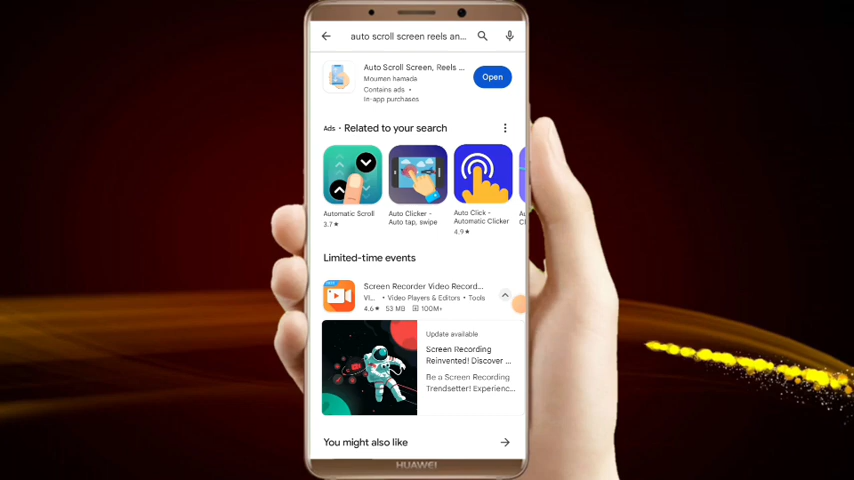 auto scroll screen reels an...
Auto Scroll Screen, Reels ...
Moumen hamada
Contains ads •
In-app purchases
Open
Ads • Related to your search
Automatic Scroll
3.7★
Auto Clicker -
Auto tap, swipe
Auto Click -
Automatic Clicker
4.9★
Limited-time events
Screen Recorder Video Record...
VI... • Video Players & Editors • Tools
4.6★ 53 MB 100M+
Update available
Screen Recording
Reinvented! Discover ...
Be a Screen Recording
Trendsetter! Experienc...
You might also like
HUAWEI